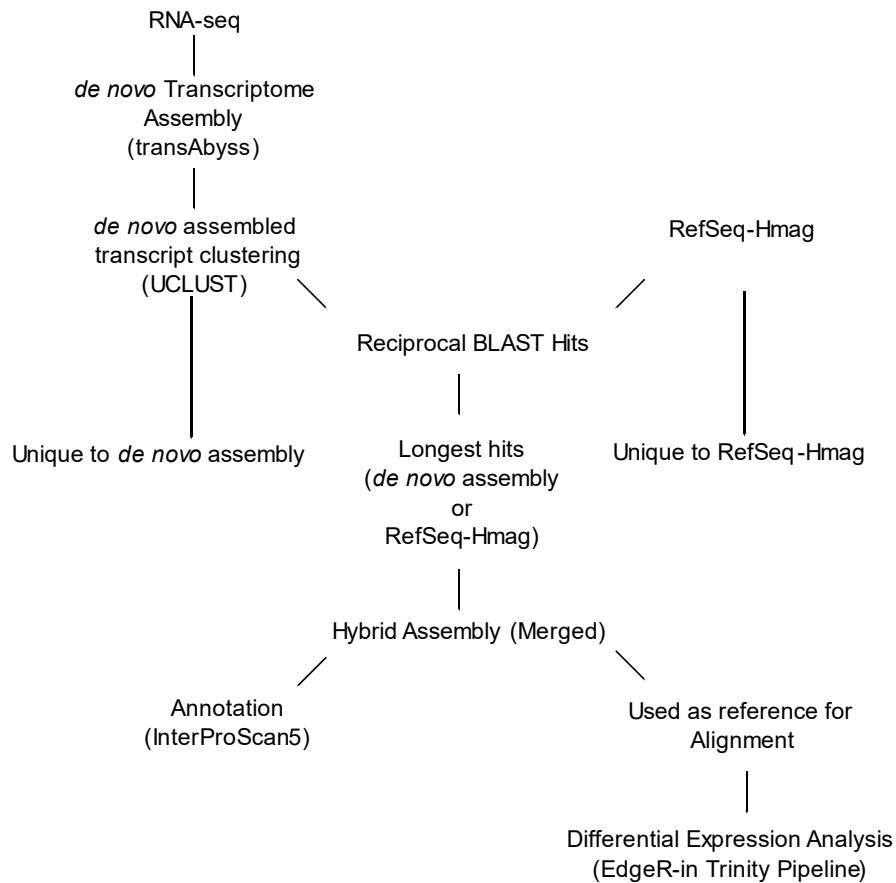 RNA-seq
de novo Transcriptome
Assembly
(transAbyss)
de novo assembled
transcript clustering
(UCLUST)
RefSeq-Hmag
Reciprocal BLAST Hits
Unique to de novo assembly
Longest hits
(de novo assembly
or
RefSeq-Hmag)
Unique to RefSeq-Hmag
Hybrid Assembly (Merged)
Annotation
(InterProScan5)
Used as reference for
Alignment
Differential Expression Analysis
(EdgeR-in Trinity Pipeline)